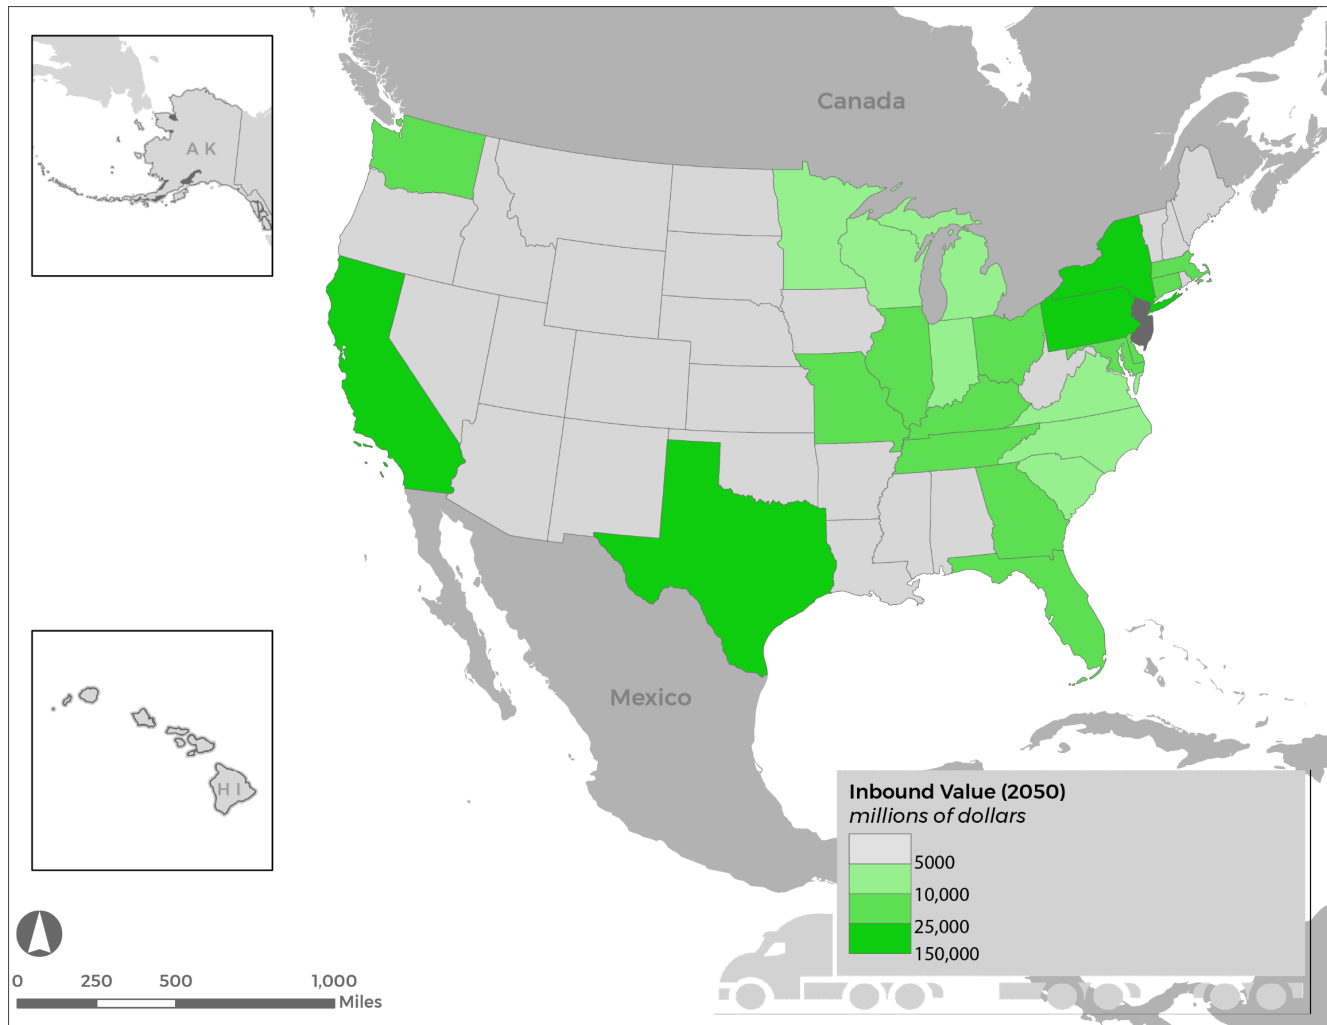 Canada
A K
Mexico
H I
Inbound Value (2050)
millions of dollars
5000
10,000
25,000
150,000
0 250 500 1,000
Miles